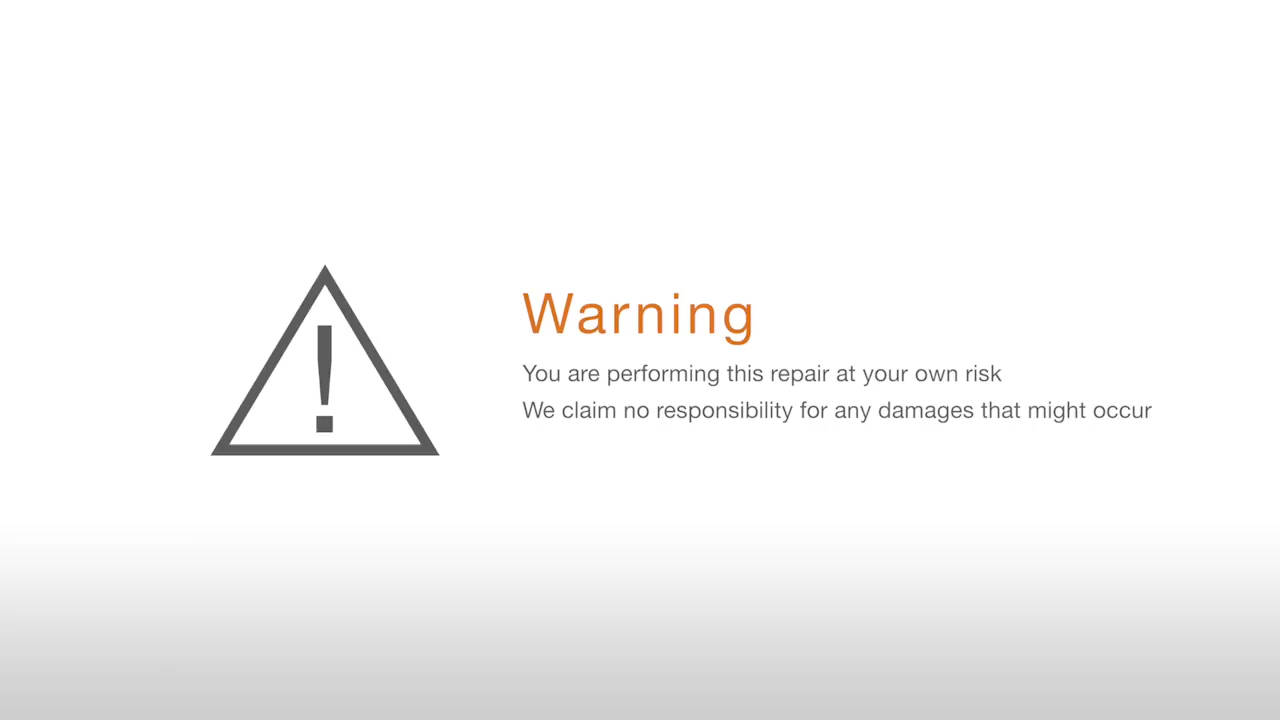 Warning
You are performing this repair at your own risk
We claim no responsibility for any damages that might occur